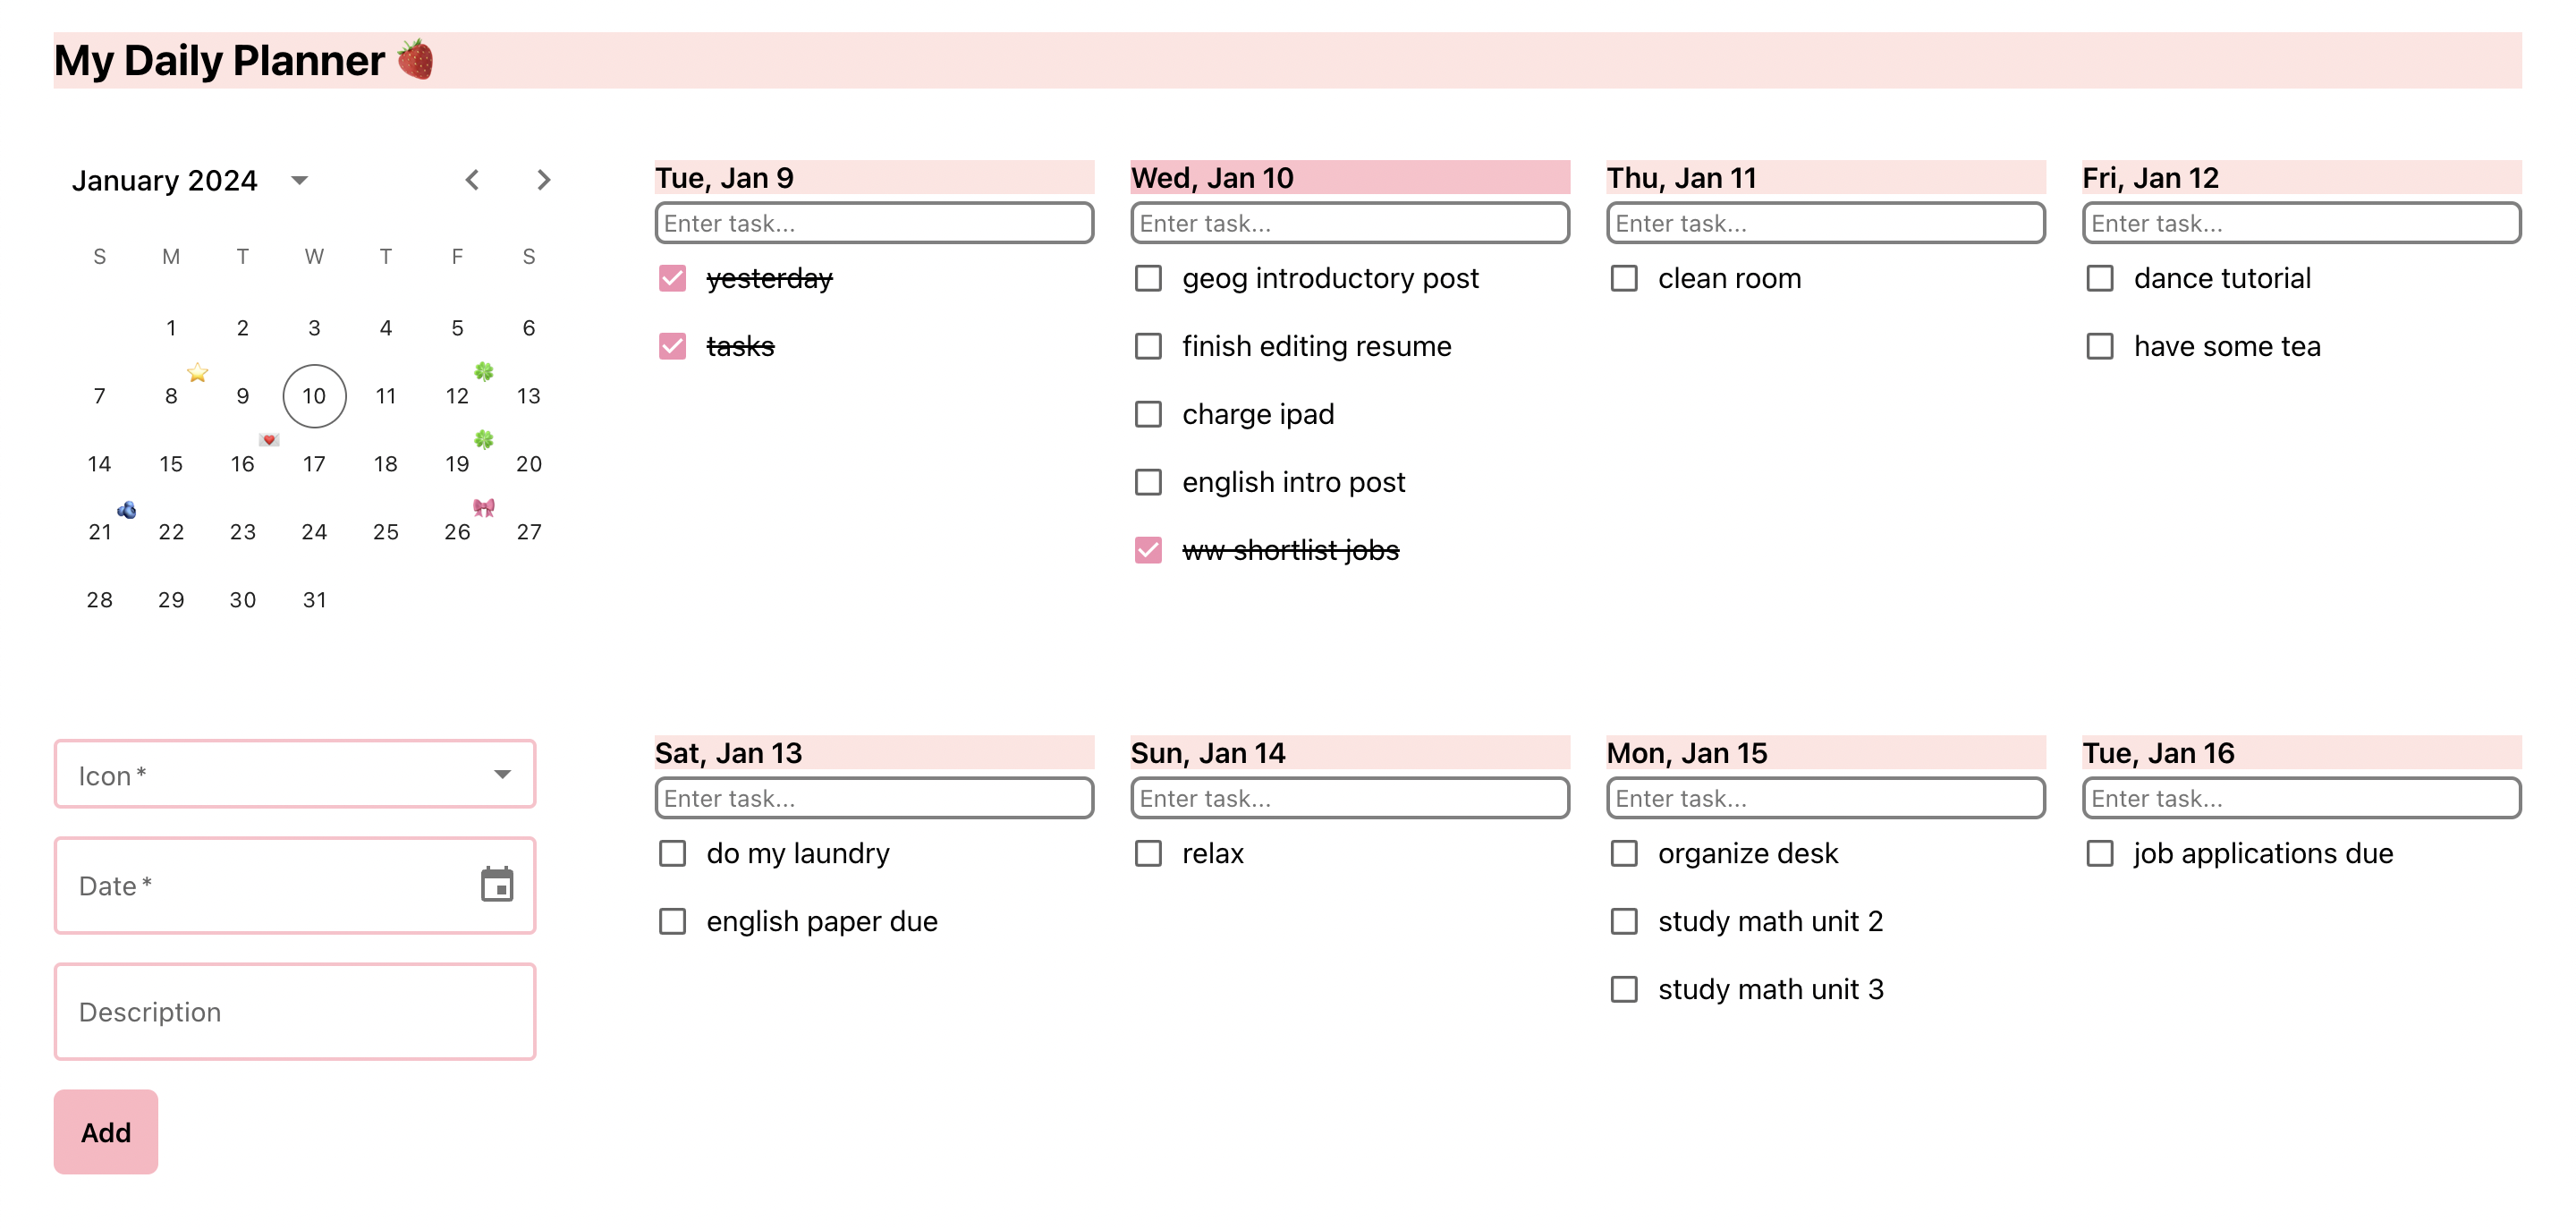 My Daily Planner 🍓
January 2024
S M T W T F S
1 2 3 4 5 6
7 8 9 10 11 12 13
14 15 16 17 18 19 20
21 22 23 24 25 26 27
28 29 30 31
Icon *
Date *
Description
Add
Tue, Jan 9
Enter task...
yesterday
tasks
Wed, Jan 10
Enter task...
geog introductory post
finish editing resume
charge ipad
english intro post
ww shortlist jobs
Thu, Jan 11
Enter task...
clean room
Fri, Jan 12
Enter task...
dance tutorial
have some tea
Sat, Jan 13
Enter task...
do my laundry
english paper due
Sun, Jan 14
Enter task...
relax
Mon, Jan 15
Enter task...
organize desk
study math unit 2
study math unit 3
Tue, Jan 16
Enter task...
job applications due